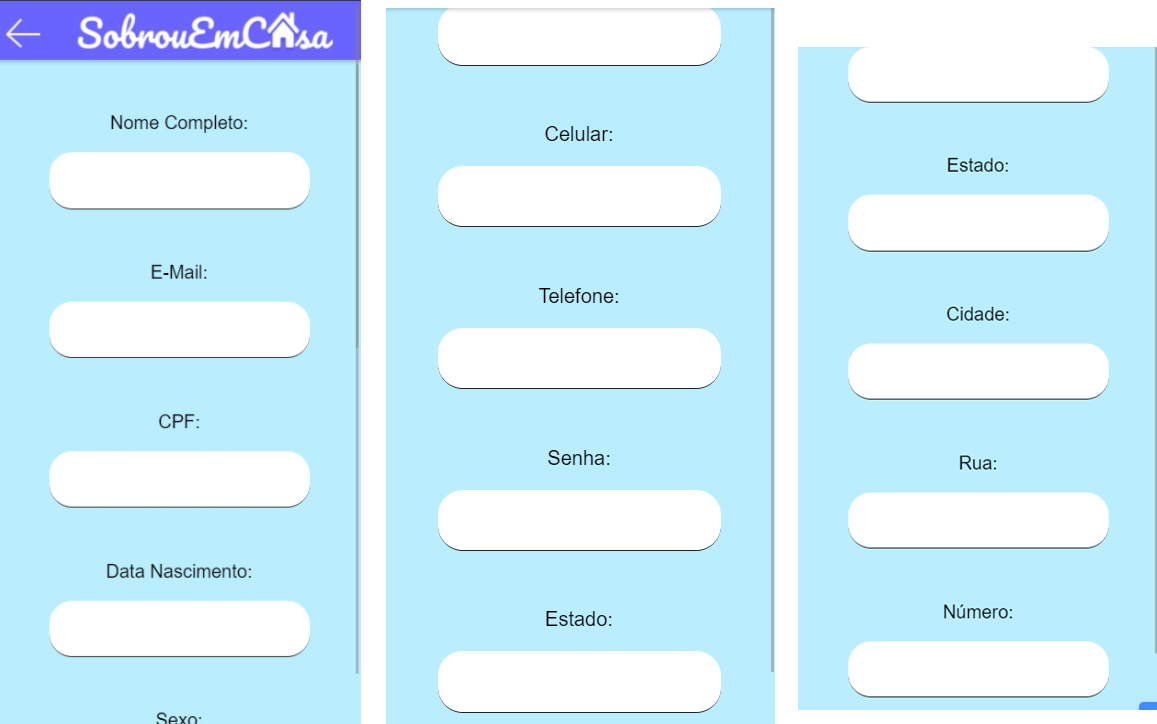 SobrouEmCasa
Nome Completo:
E-Mail:
CPF:
Data Nascimento:
Sexo:
Celular:
Telefone:
Senha:
Estado:
Estado:
Cidade:
Rua:
Número: